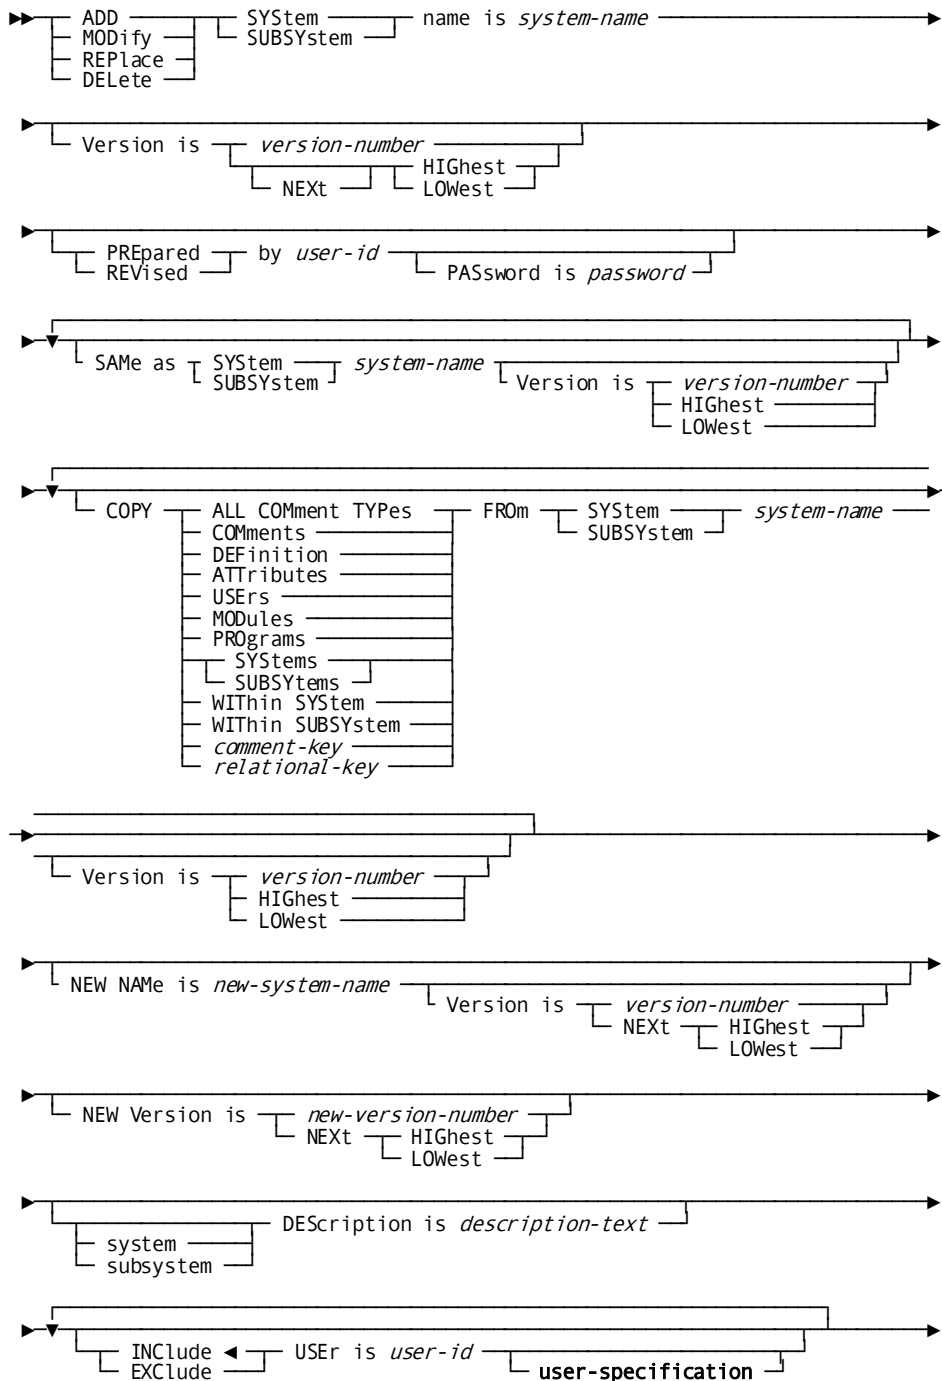 ADD SYStem name is system-name
MODify SUBSYstem
REPlace
DELete
Version is version-number
HIGhest
NEXt LOWest
PREpared by user-id
REVised PASsword is password
SAMe as SYStem system-name
SUBSYstem Version is version-number
HIGhest
LOWest
COPY ALL COMment TYPes FROm SYStem system-name
COMments SUBSYstem
DEFinition
ATTributes
USErs
MODules
PROgrams
SYStems
SUBSYtems
WIThin SYStem
WIThin SUBSYstem
comment-key
relational-key
Version is version-number
HIGhest
LOWest
NEW NAMe is new-system-name
Version is version-number
NEXt HIGhest
LOWest
NEW Version is new-version-number
NEXt HIGhest
LOWest
DEScription is description-text
system
subsystem
INClude USEr is user-id
EXClude user-specification